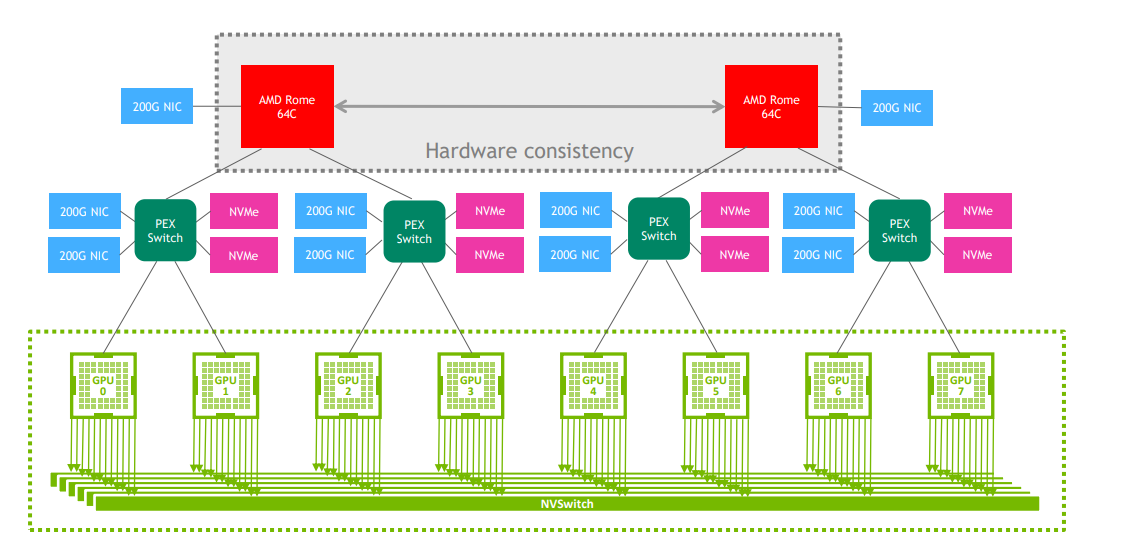 200G NIC
AMD Rome
64C
AMD Rome
64C
200G NIC
Hardware consistency
200G NIC
200G NIC
PEX
Switch
NVMe
NVMe
200G NIC
200G NIC
PEX
Switch
NVMe
NVMe
200G NIC
200G NIC
PEX
Switch
NVMe
NVMe
200G NIC
200G NIC
PEX
Switch
NVMe
NVMe
GPU
0
GPU
1
GPU
2
GPU
3
GPU
4
GPU
5
GPU
6
GPU
7
NVSwitch